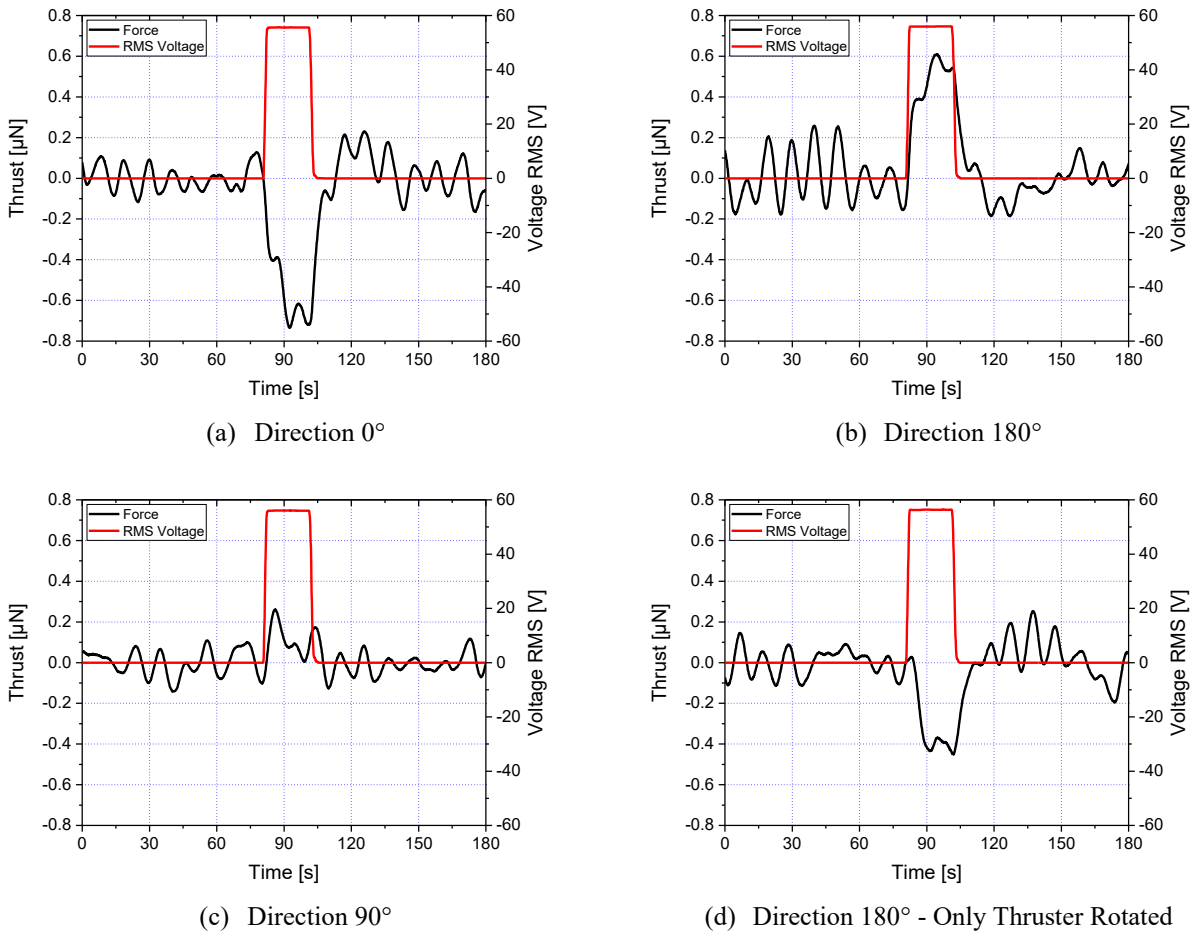 Force
RMS Voltage
Thrust [µN]
0.8
0.6
0.4
0.2
0.0
-0.2
-0.4
-0.6
-0.8
60
40
20
0
-20
-40
-60
Voltage RMS [V]
0 30 60 90 120 150 180
Time [s]
(a) Direction 0°
Force
RMS Voltage
Thrust [µN]
0.8
0.6
0.4
0.2
0.0
-0.2
-0.4
-0.6
-0.8
60
40
20
0
-20
-40
-60
Voltage RMS [V]
0 30 60 90 120 150 180
Time [s]
(b) Direction 180°
Force
RMS Voltage
Thrust [µN]
0.8
0.6
0.4
0.2
0.0
-0.2
-0.4
-0.6
-0.8
60
40
20
0
-20
-40
-60
Voltage RMS [V]
0 30 60 90 120 150 180
Time [s]
(c) Direction 90°
Force
RMS Voltage
Thrust [µN]
0.8
0.6
0.4
0.2
0.0
-0.2
-0.4
-0.6
-0.8
60
40
20
0
-20
-40
-60
Voltage RMS [V]
0 30 60 90 120 150 180
Time [s]
(d) Direction 180° - Only Thruster Rotated